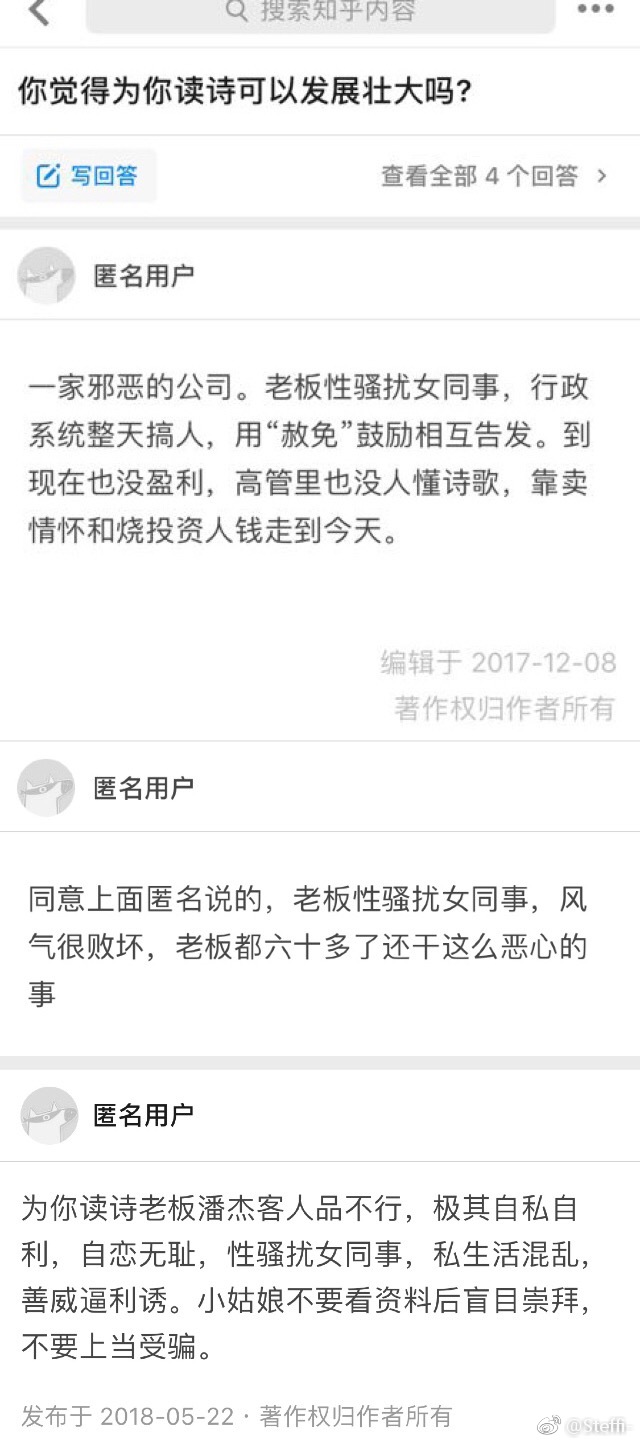 搜索知乎内容
你觉得为你读诗可以发展壮大吗?
写回答
查看全部 4 个回答 >
匿名用户
一家邪恶的公司。老板性骚扰女同事，行政
系统整天搞人，用“赦免”鼓励相互告发。到
现在也没盈利，高管里也没人懂诗歌，靠卖
情怀和烧投资人钱走到今天。
编辑于 2017-12-08
著作权归作者所有
匿名用户
同意上面匿名说的，老板性骚扰女同事，风
气很败坏，老板都六十多了还干这么恶心的
事
匿名用户
为你读诗老板潘杰客人品不行，极其自私自
利，自恋无耻，性骚扰女同事，私生活混乱，
善威逼利诱。小姑娘不要看资料后盲目崇拜，
不要上当受骗。
发布于 2018-05-22 · 著作权归作者所有
@Steffi-